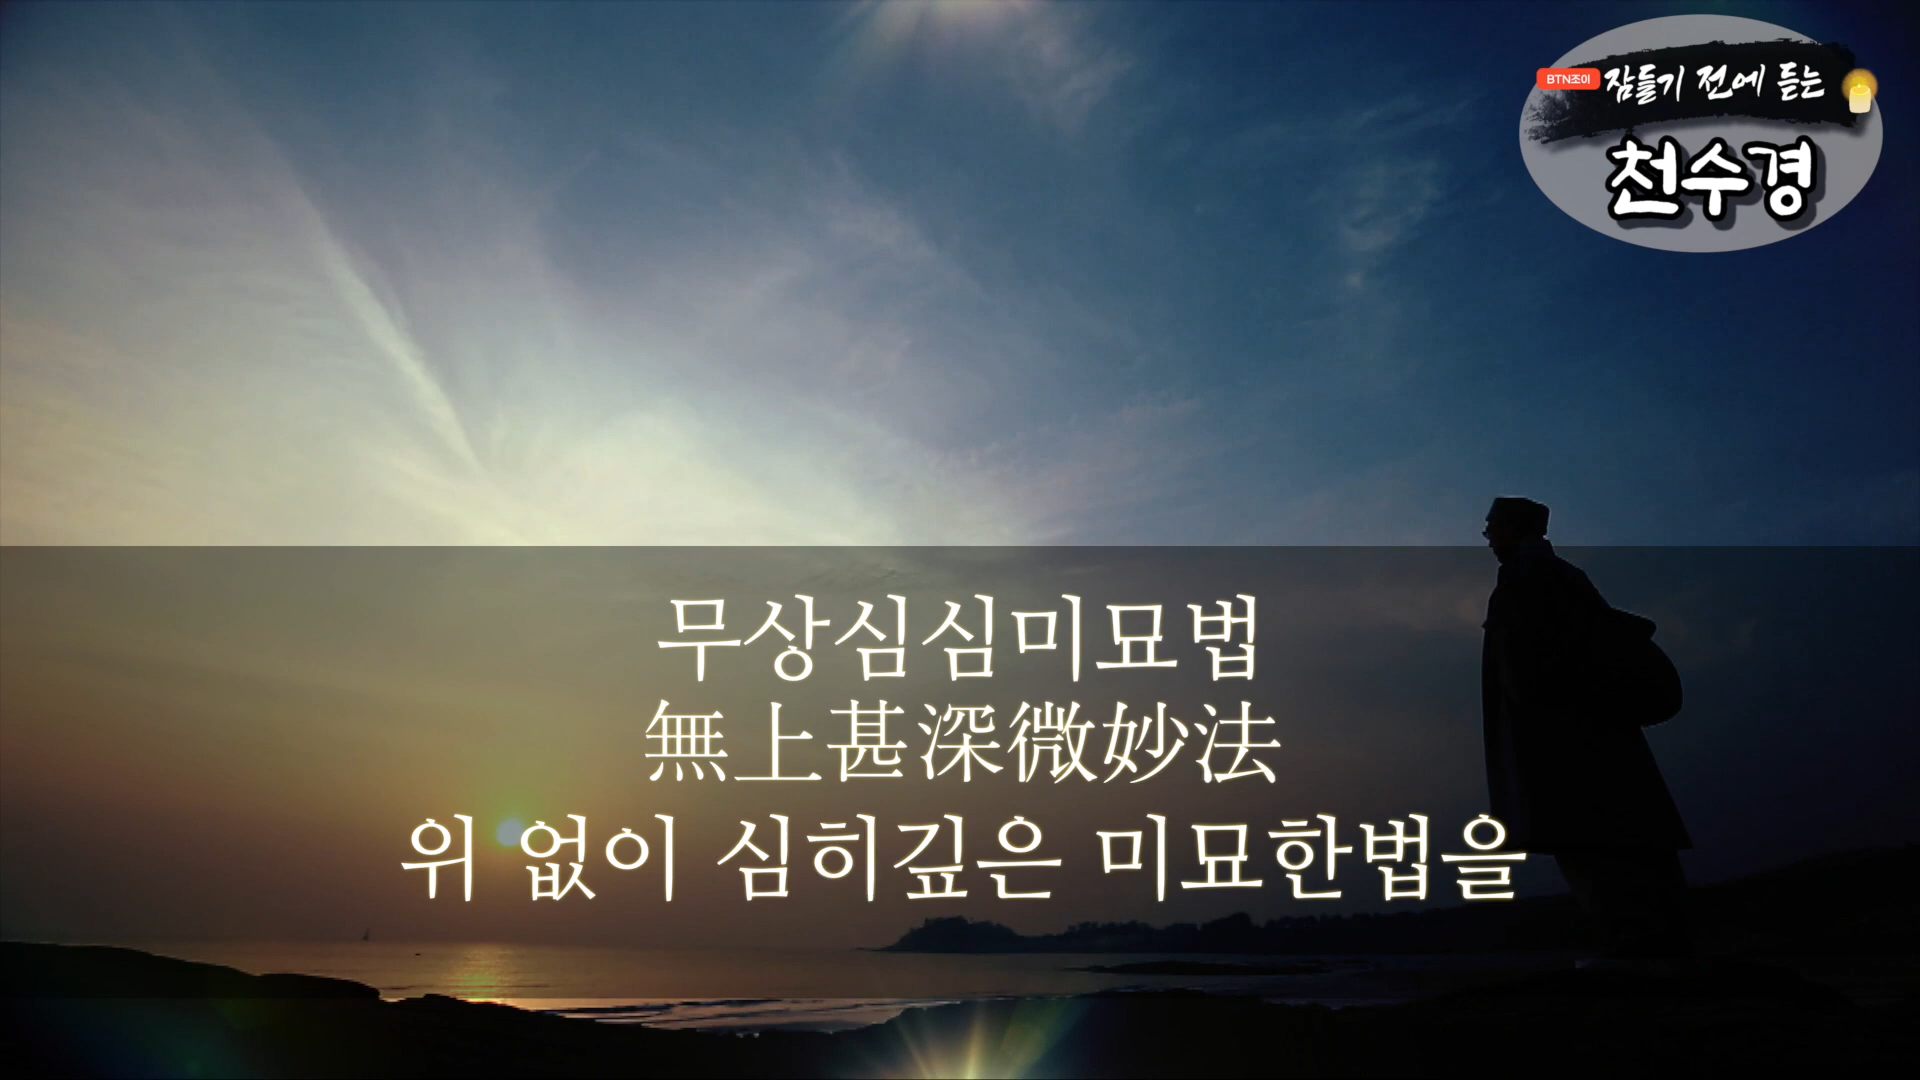 BTN조이
잠들기 전에 듣는
천수경
무상심심미묘법
無上甚深微妙法
위 없이 심히깊은 미묘한법을